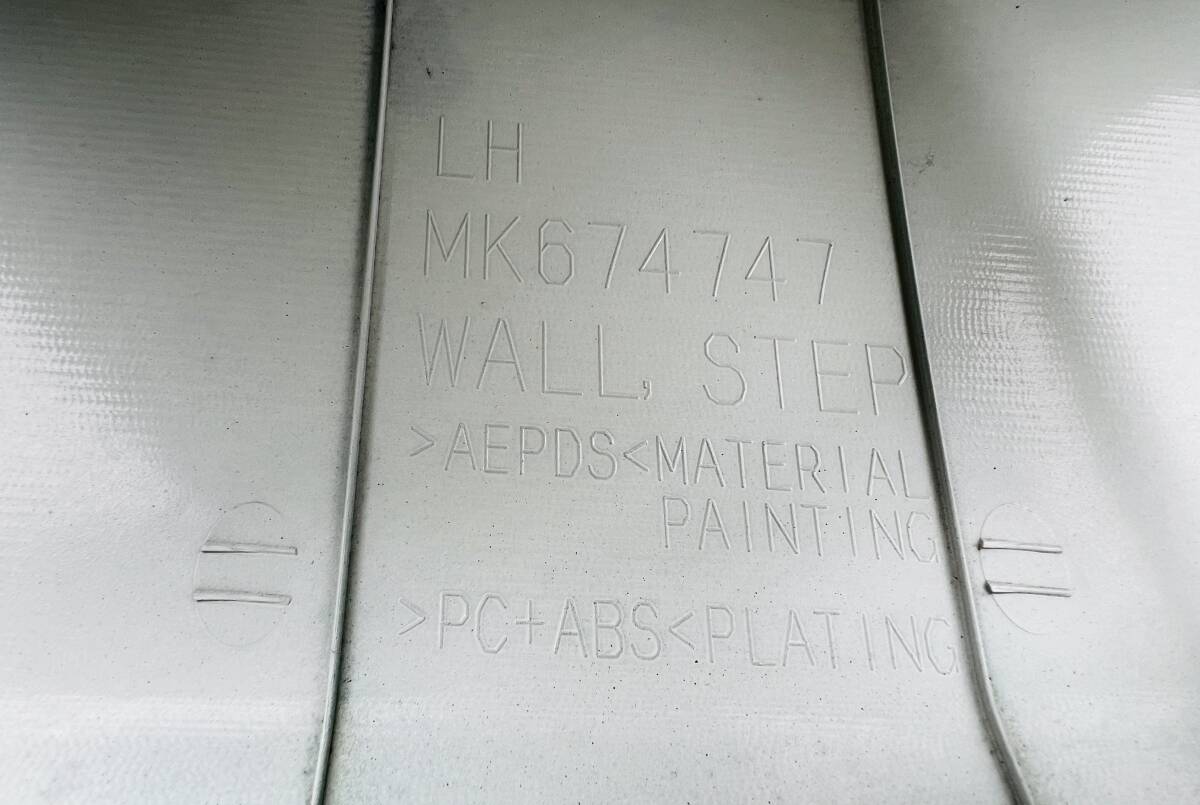 LH
MK674747
WALL, STEP
>AEPDS<MATERIAL
PAINTING
>PC+ABS<PLATING